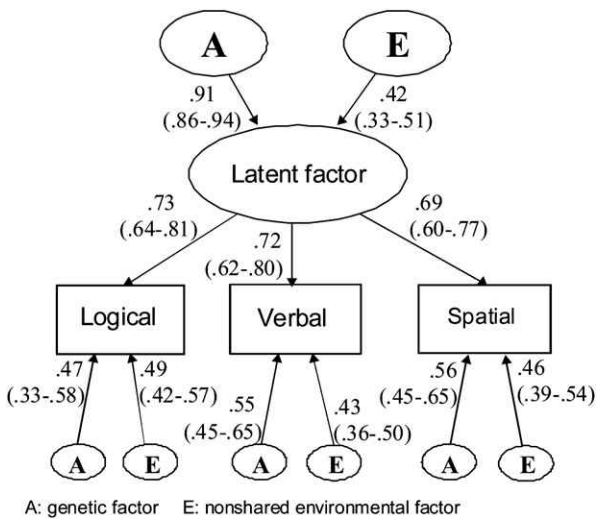 A E
.91 .42
(.86-.94) (.33-.51)
Latent factor
.73 .69
(.64-.81) .72 (.60-.77)
(.62-.80)
Logical Verbal Spatial
.47 .49 .56 .46
(.33-.58) (.42-.57) .55 .43 (.45-.65) (.39-.54)
(.45-.65) (.36-.50)
A E A E A E
A: genetic factor E: nonshared environmental factor